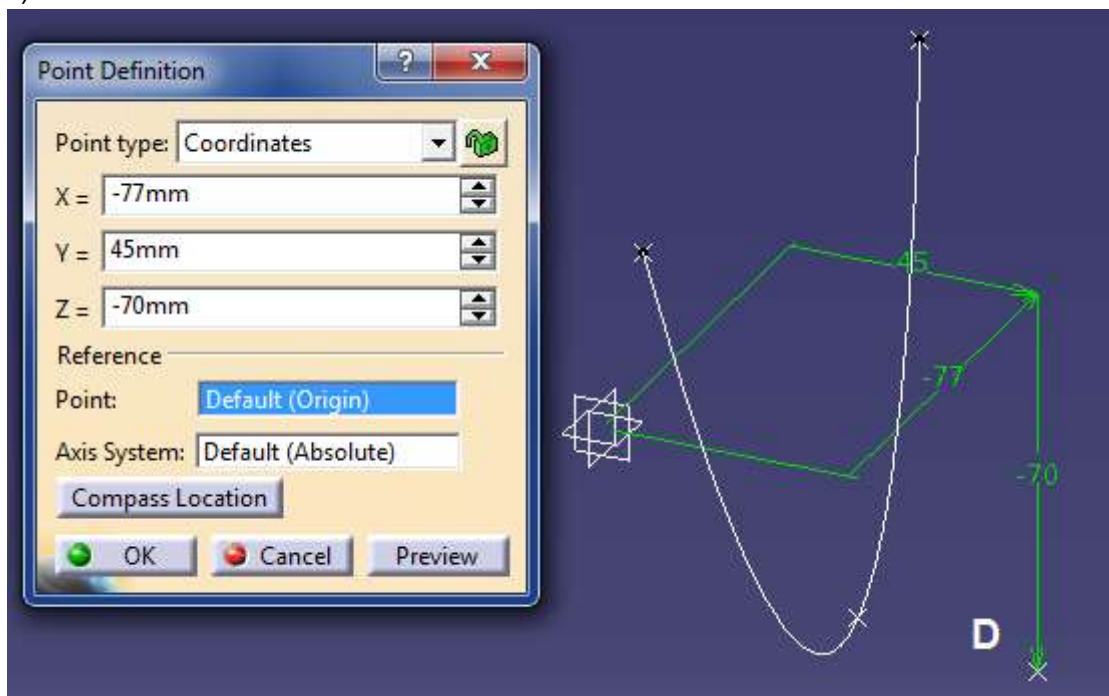 Point Definition
?
x
Point type: Coordinates
X = -77mm
Y = 45mm
Z = -70mm
Reference
Point: Default (Origin)
Axis System: Default (Absolute)
Compass Location
OK Cancel Preview
45
-77
-70
D